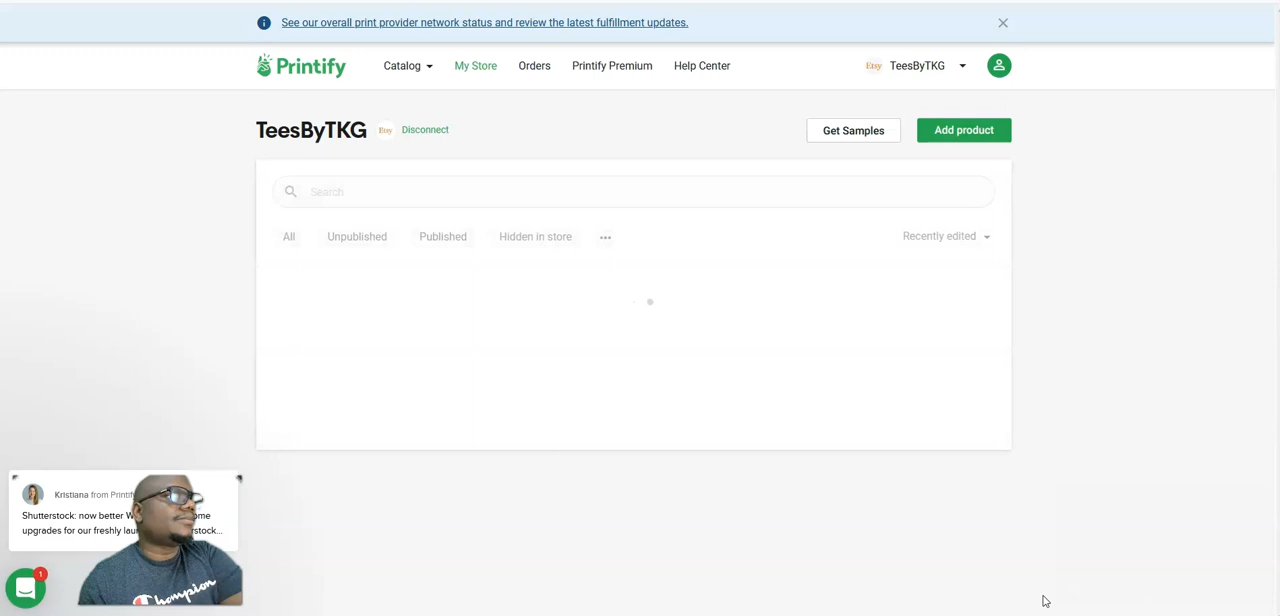 See our overall print provider network status and review the latest fulfillment updates.
Printify Catalog My Store Orders Printify Premium Help Center Etsy TeesByTKG
TeesByTKG Etsy Disconnect Get Samples Add product
Search
All Unpublished Published Hidden in store Recently edited
Kristiana from Printify
Shutterstock: now better
upgrades for our freshly
1
Champion